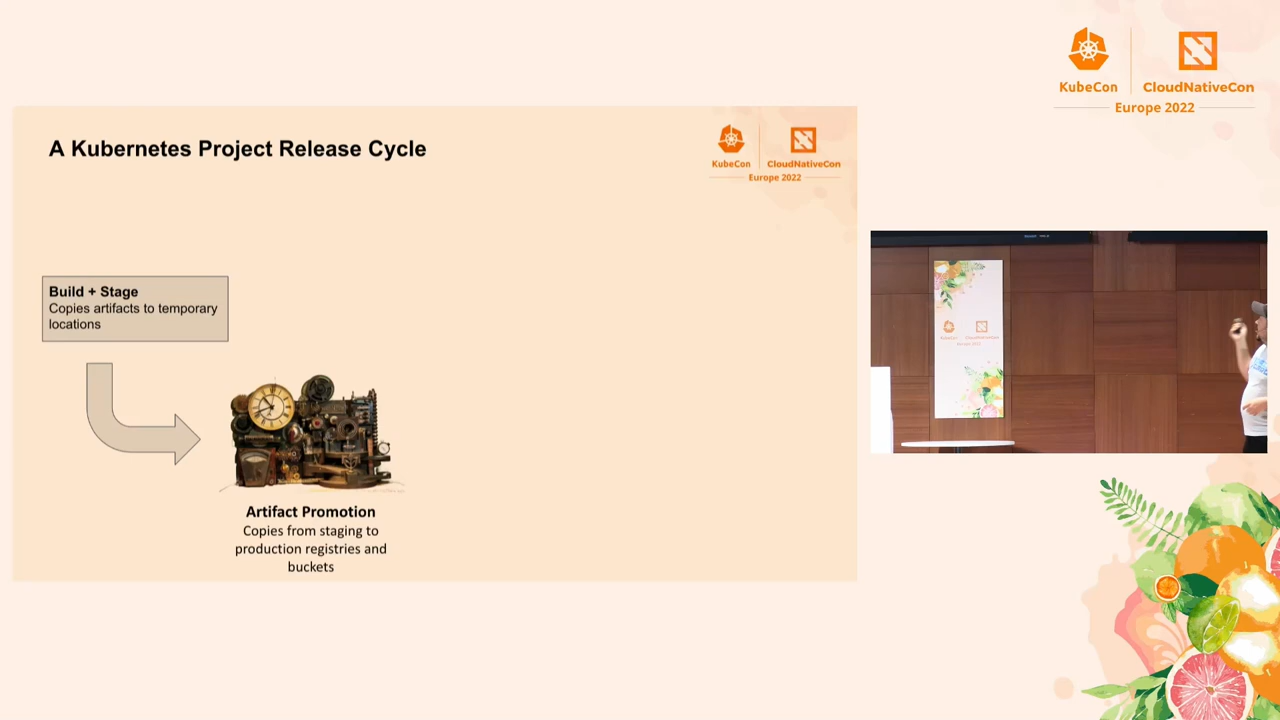 KubeCon
CloudNativeCon
Europe 2022
A Kubernetes Project Release Cycle
KubeCon
CloudNativeCon
Europe 2022
Build + Stage
Copies artifacts to temporary
locations
Artifact Promotion
Copies from staging to
production registries and
buckets